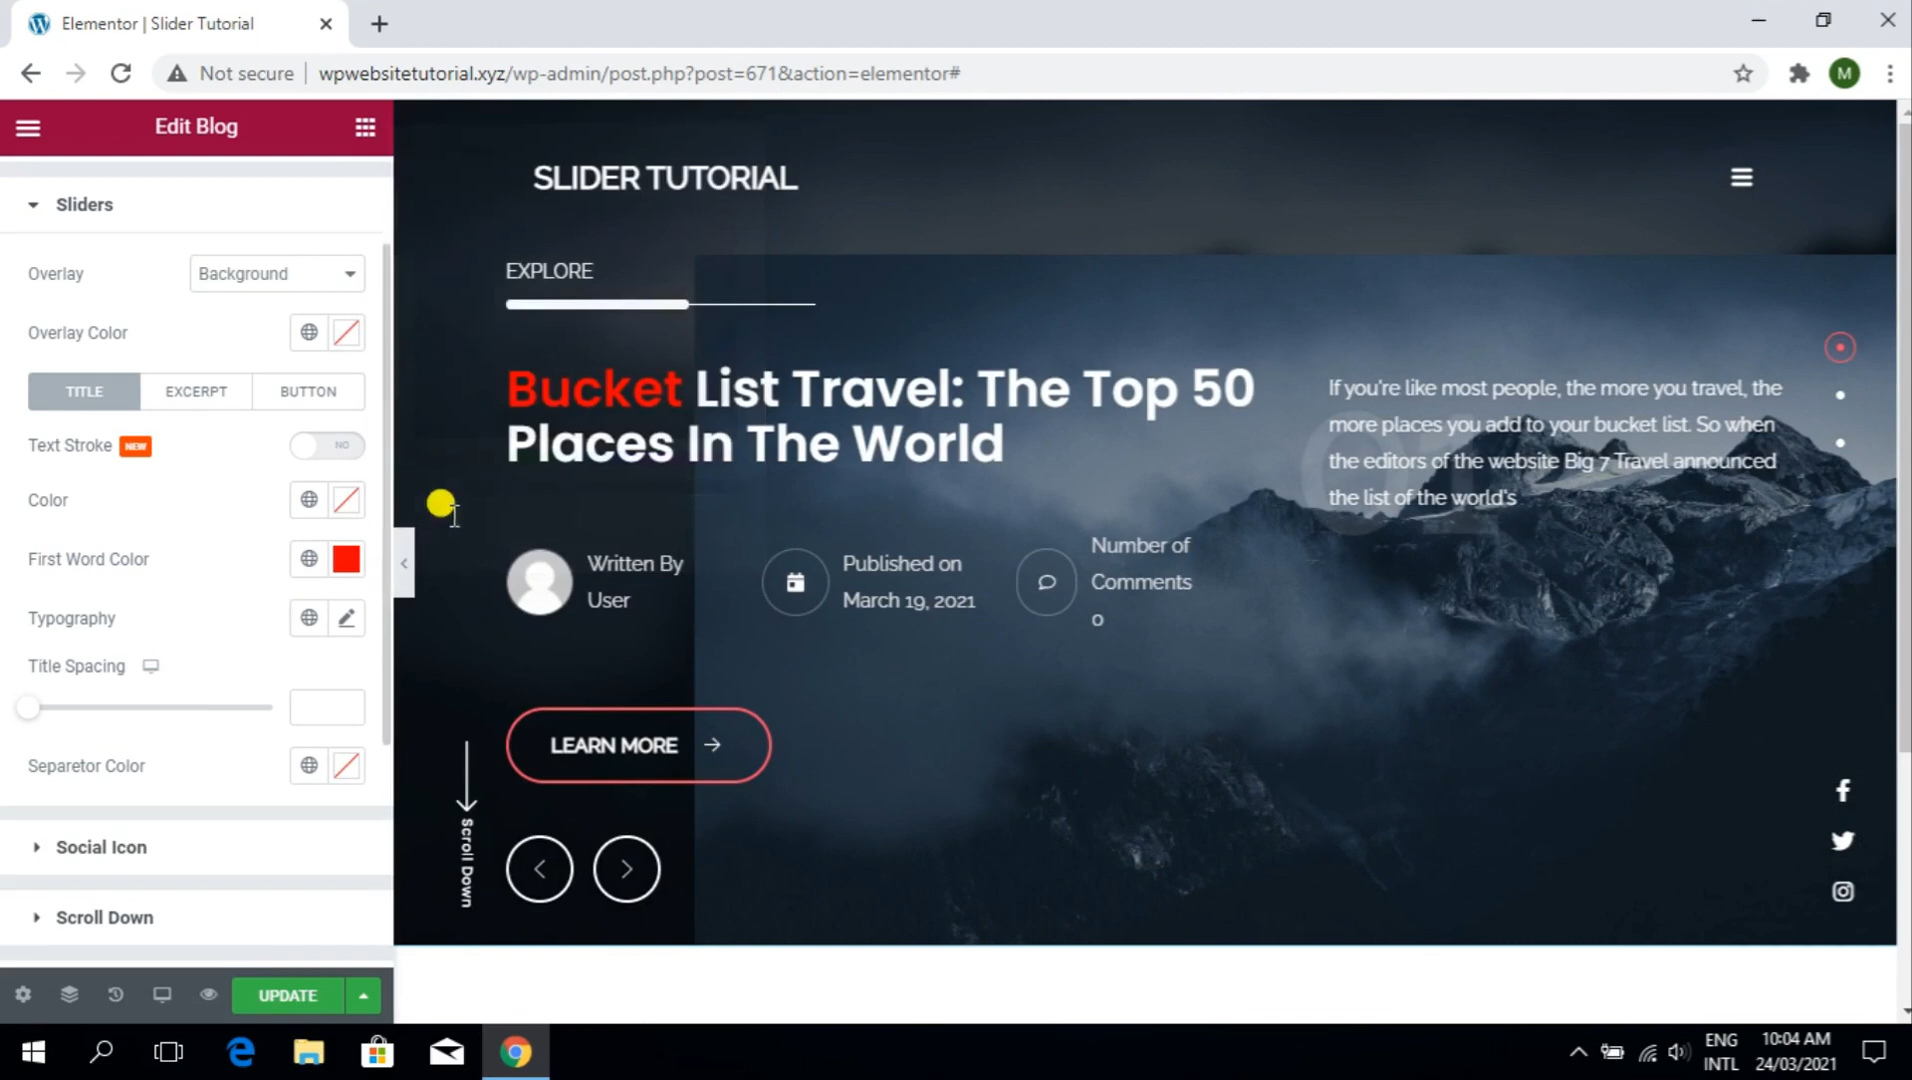 Elementor | Slider Tutorial
Not secure
wpwebsitetutorial.xyz/wp-admin/post.php?post=671&action=elementor#
M
Edit Blog
Sliders
Overlay
Background
Overlay Color
TITLE
EXCERPT
BUTTON
Text Stroke NEW
NO
Color
First Word Color
Typography
Title Spacing
Separetor Color
Social Icon
Scroll Down
UPDATE
SLIDER TUTORIAL
EXPLORE
Bucket List Travel: The Top 50
Places In The World
01
If you're like most people, the more you travel, the
more places you add to your bucket list. So when
the editors of the website Big 7 Travel announced
the list of the world's
Written By
User
Published on
March 19, 2021
Number of
Comments
0
LEARN MORE
Scroll Down
ENG
INTL
10:04 AM
24/03/2021